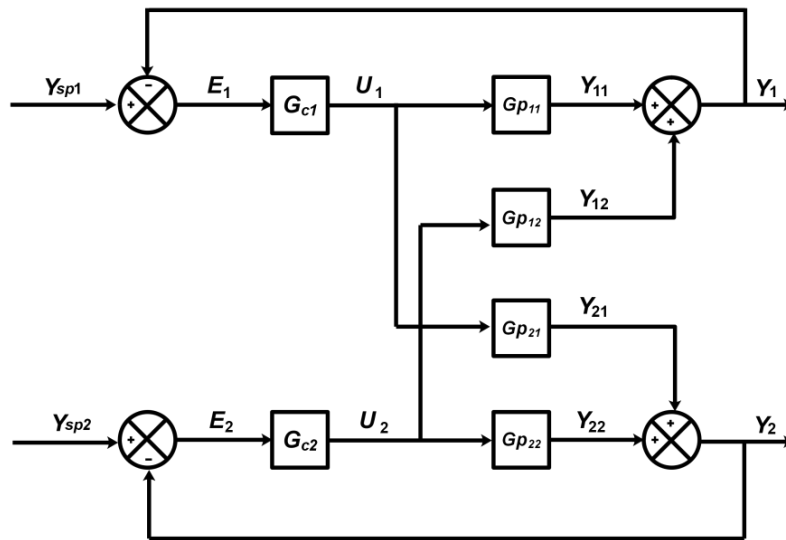 Ysp1 + − E1 Gc1 U1 Gp11 Y11 + + Y1
Gp12 Y12
Gp21 Y21
Ysp2 + − E2 Gc2 U2 Gp22 Y22 + + Y2